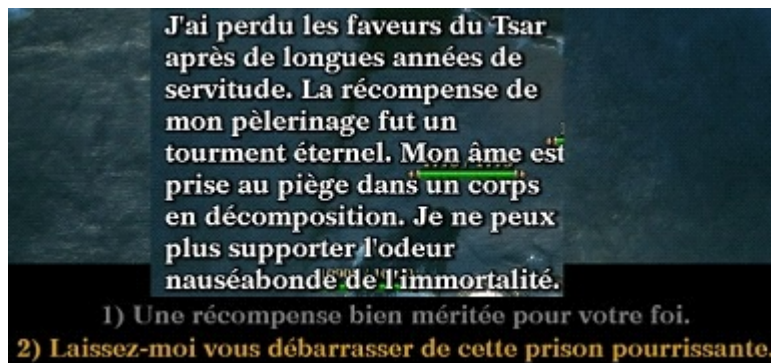 J'ai perdu les faveurs du Tsar
après de longues années de
servitude. La récompense de
mon pèlerinage fut un
tourment éternel. Mon âme est
prise au piège dans un corps
en décomposition. Je ne peux
plus supporter l'odeur
nauséabonde de l'immortalité.
1) Une récompense bien méritée pour votre foi.
2) Laissez-moi vous débarrasser de cette prison pourrissante.